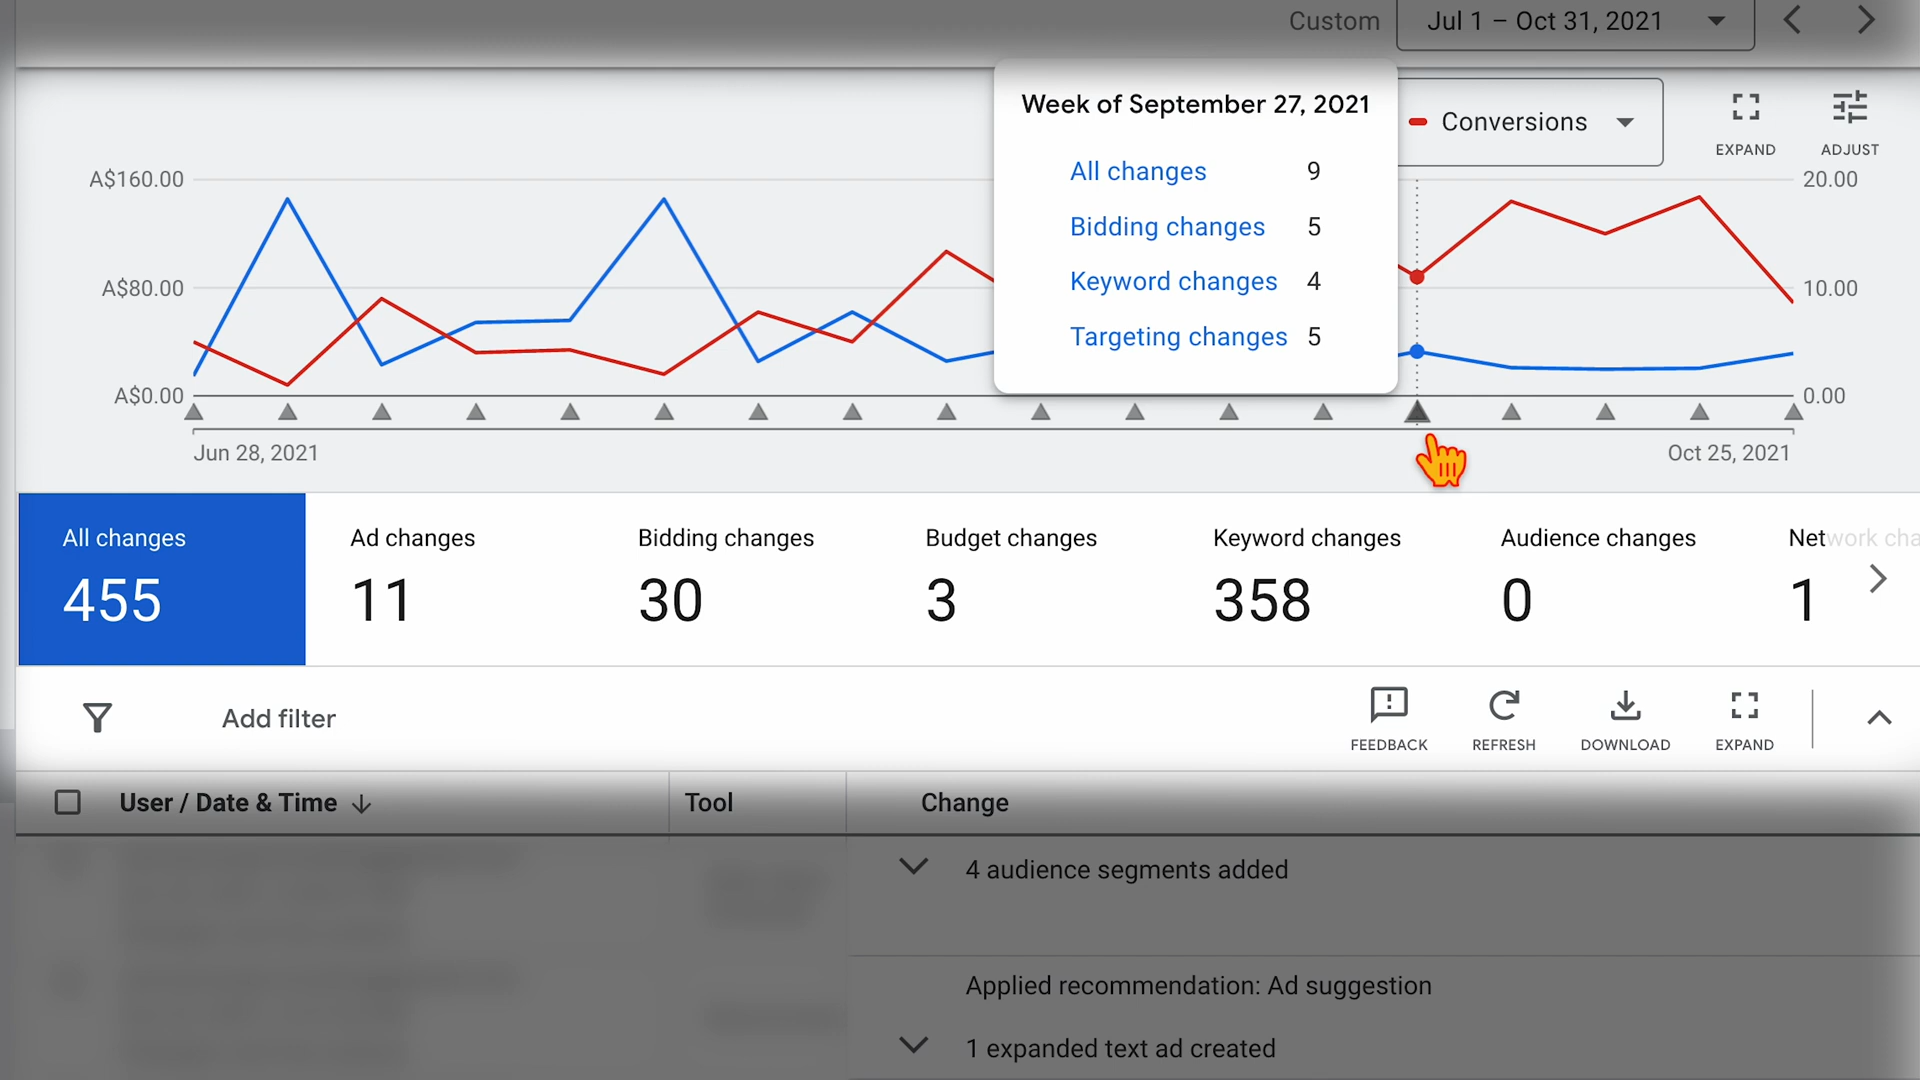 Custom
Jul 1 – Oct 31, 2021
Week of September 27, 2021
All changes 9
Bidding changes 5
Keyword changes 4
Targeting changes 5
Conversions
EXPAND
ADJUST
A$160.00
A$80.00
A$0.00
20.00
10.00
0.00
Jun 28, 2021
Oct 25, 2021
All changes
455
Ad changes
11
Bidding changes
30
Budget changes
3
Keyword changes
358
Audience changes
0
Network cha
1
Add filter
FEEDBACK
REFRESH
DOWNLOAD
EXPAND
User / Date & Time
Tool
Change
4 audience segments added
Applied recommendation: Ad suggestion
1 expanded text ad created